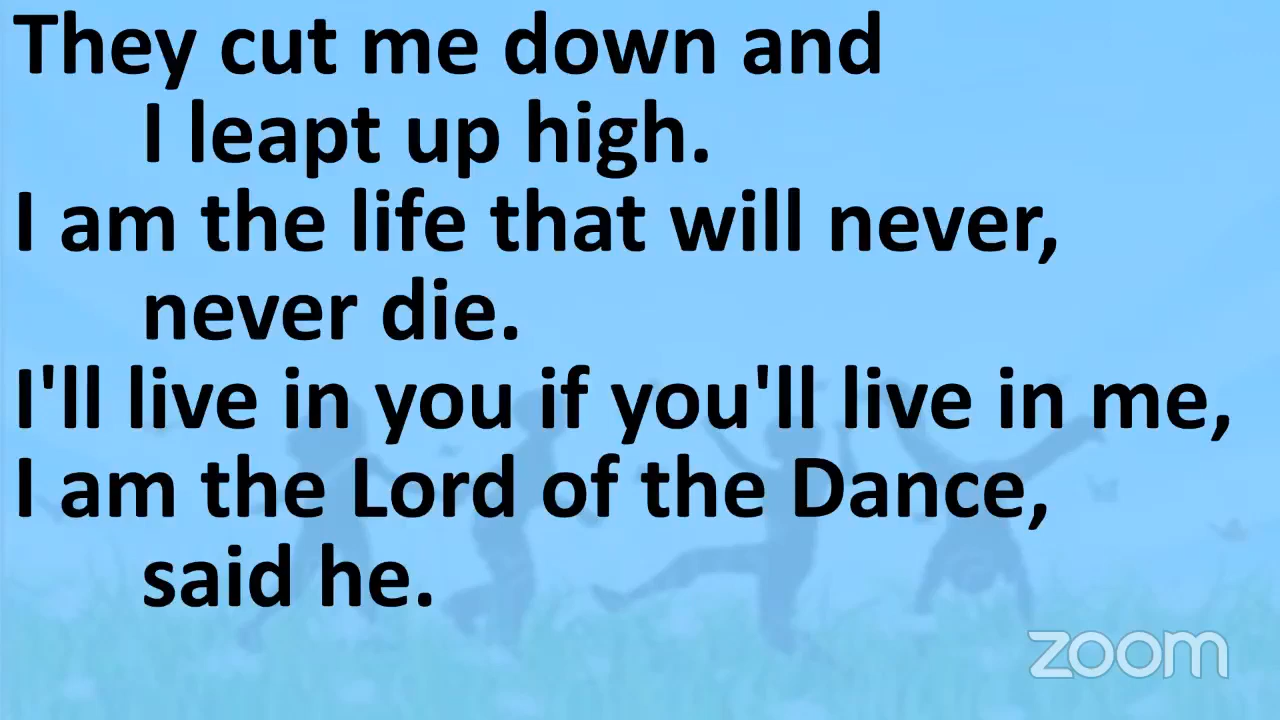 They cut me down and
I leapt up high.
I am the life that will never,
never die.
I'll live in you if you'll live in me,
I am the Lord of the Dance,
said he.
zoom